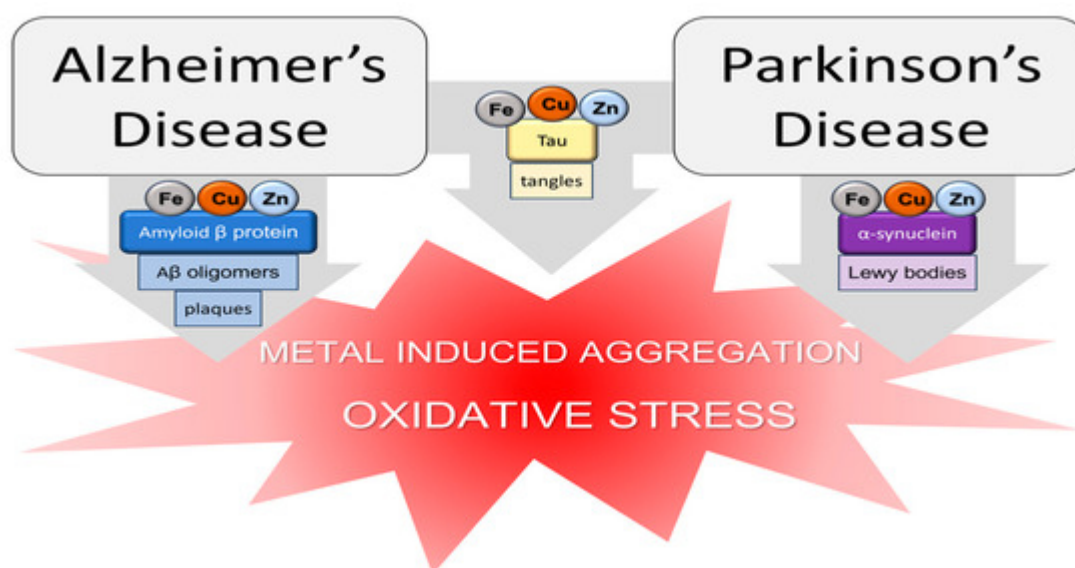 Alzheimer's
Disease
Parkinson's
Disease
Fe Cu Zn
Tau
tangles
Fe Cu Zn
Amyloid β protein
Aβ oligomers
plaques
Fe Cu Zn
α-synuclein
Lewy bodies
METAL INDUCED AGGREGATION
OXIDATIVE STRESS